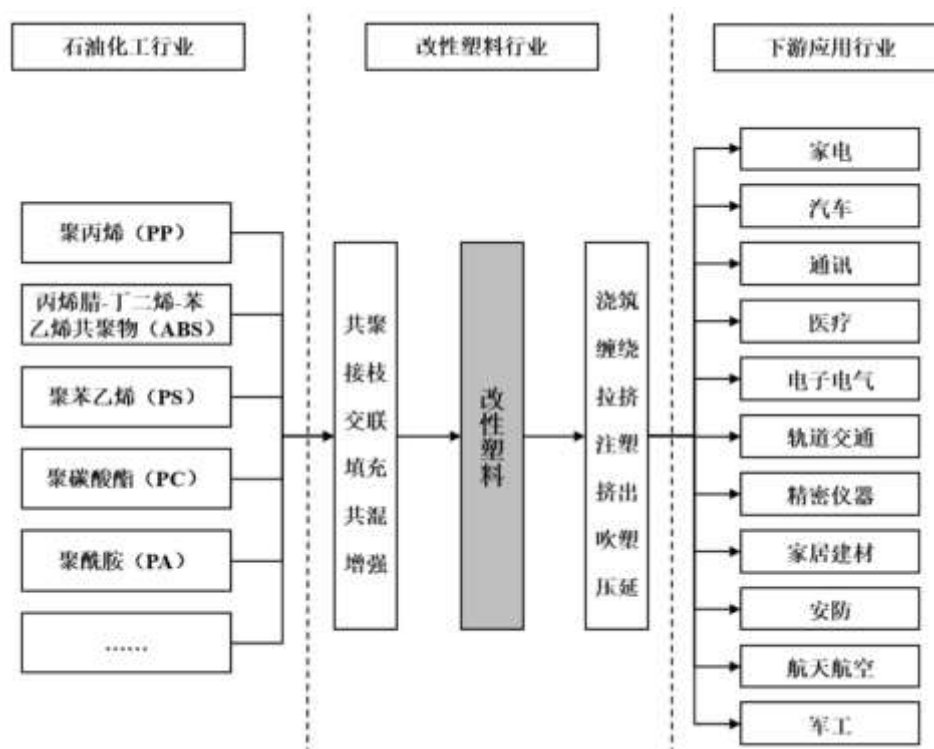 石油化工行业
改性塑料行业
下游应用行业
聚丙烯（PP）
丙烯腈-丁二烯-苯
乙烯共聚物（ABS）
聚苯乙烯（PS）
聚碳酸酯（PC）
聚酰胺（PA）
……
共聚
接枝
交联
填充
共混
增强
改性塑料
浇筑
缠绕
拉挤
注塑
挤出
吹塑
压延
家电
汽车
通讯
医疗
电子电气
轨道交通
精密仪器
家居建材
安防
航天航空
军工